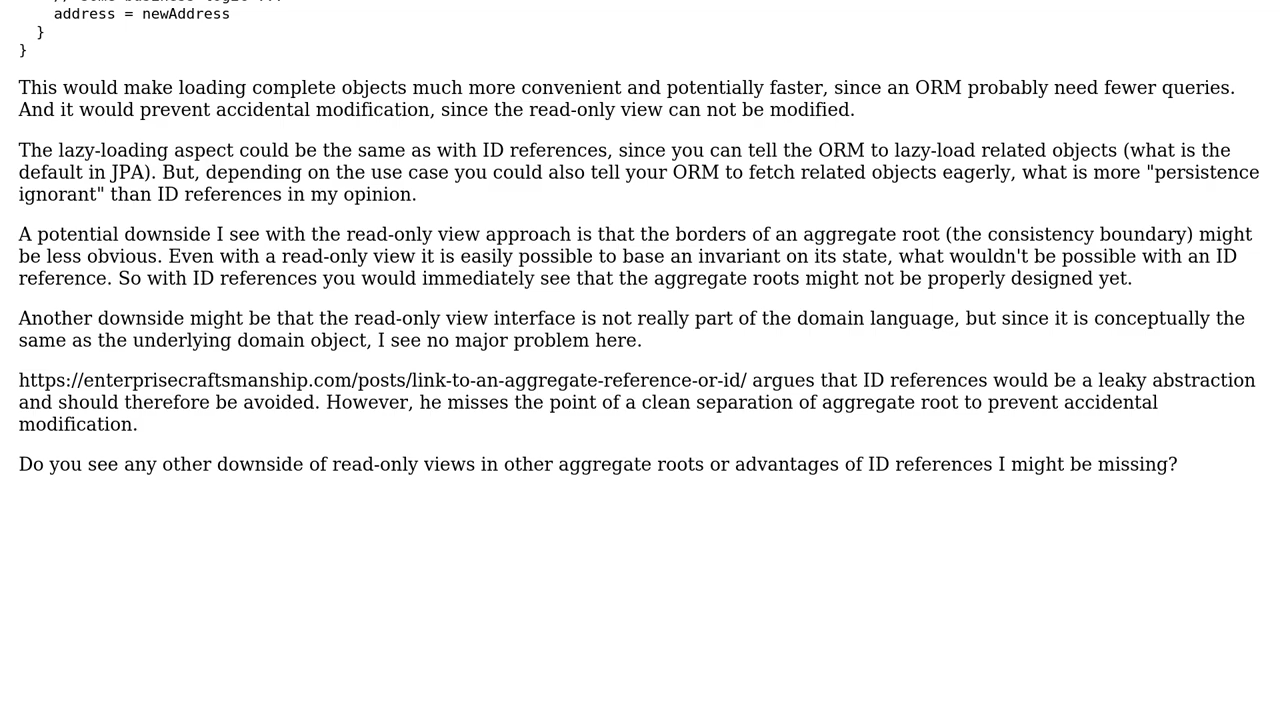 address = newAddress
}
}
This would make loading complete objects much more convenient and potentially faster, since an ORM probably need fewer queries.
And it would prevent accidental modification, since the read-only view can not be modified.
The lazy-loading aspect could be the same as with ID references, since you can tell the ORM to lazy-load related objects (what is the
default in JPA). But, depending on the use case you could also tell your ORM to fetch related objects eagerly, what is more "persistence
ignorant" than ID references in my opinion.
A potential downside I see with the read-only view approach is that the borders of an aggregate root (the consistency boundary) might
be less obvious. Even with a read-only view it is easily possible to base an invariant on its state, what wouldn't be possible with an ID
reference. So with ID references you would immediately see that the aggregate roots might not be properly designed yet.
Another downside might be that the read-only view interface is not really part of the domain language, but since it is conceptually the
same as the underlying domain object, I see no major problem here.
https://enterprisecraftsmanship.com/posts/link-to-an-aggregate-reference-or-id/ argues that ID references would be a leaky abstraction
and should therefore be avoided. However, he misses the point of a clean separation of aggregate root to prevent accidental
modification.
Do you see any other downside of read-only views in other aggregate roots or advantages of ID references I might be missing?